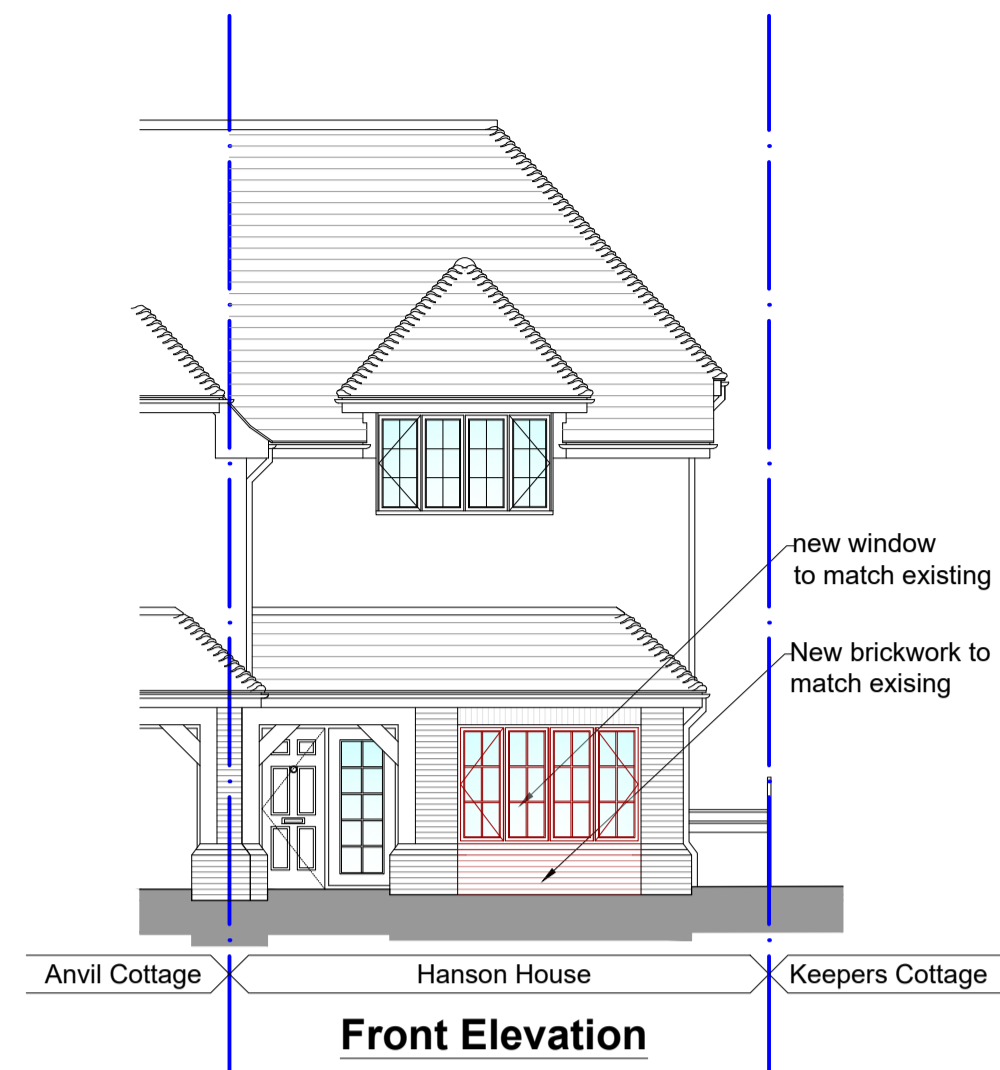 new window
to match existing
New brickwork to
match exising
Anvil Cottage
Hanson House
Keepers Cottage
Front Elevation